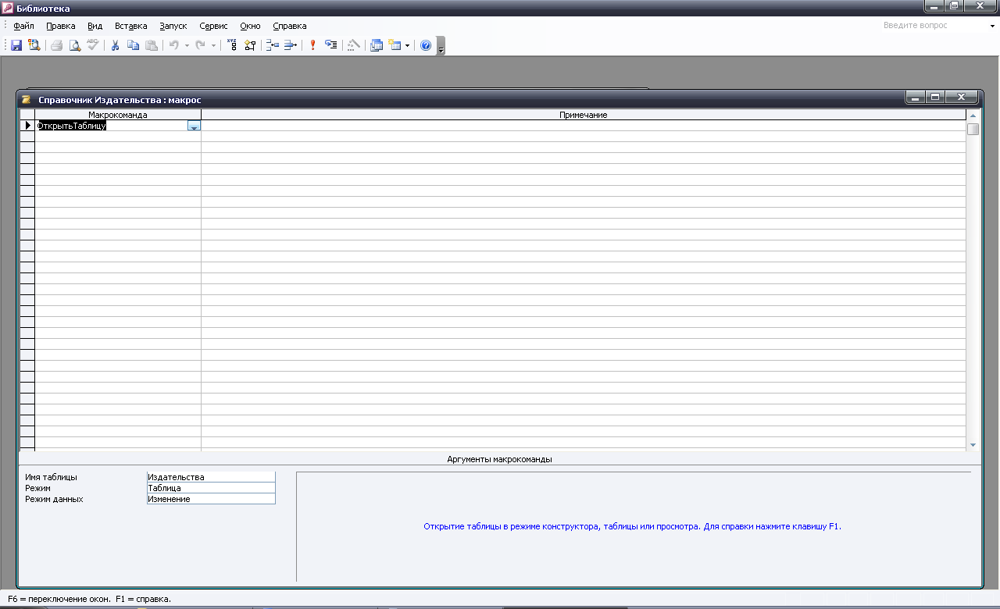 Библиотека
Файл Правка Вид Вставка Запуск Сервис Окно Справка Введите вопрос
Справочник Издательства : макрос
Макрокоманда Примечание
ОткрытьТаблицу
Аргументы макрокоманды
Имя таблицы Издательства
Режим Таблица
Режим данных Изменение
Открытие таблицы в режиме конструктора, таблицы или просмотра. Для справки нажмите клавишу F1.
F6 = переключение окон. F1 = справка.